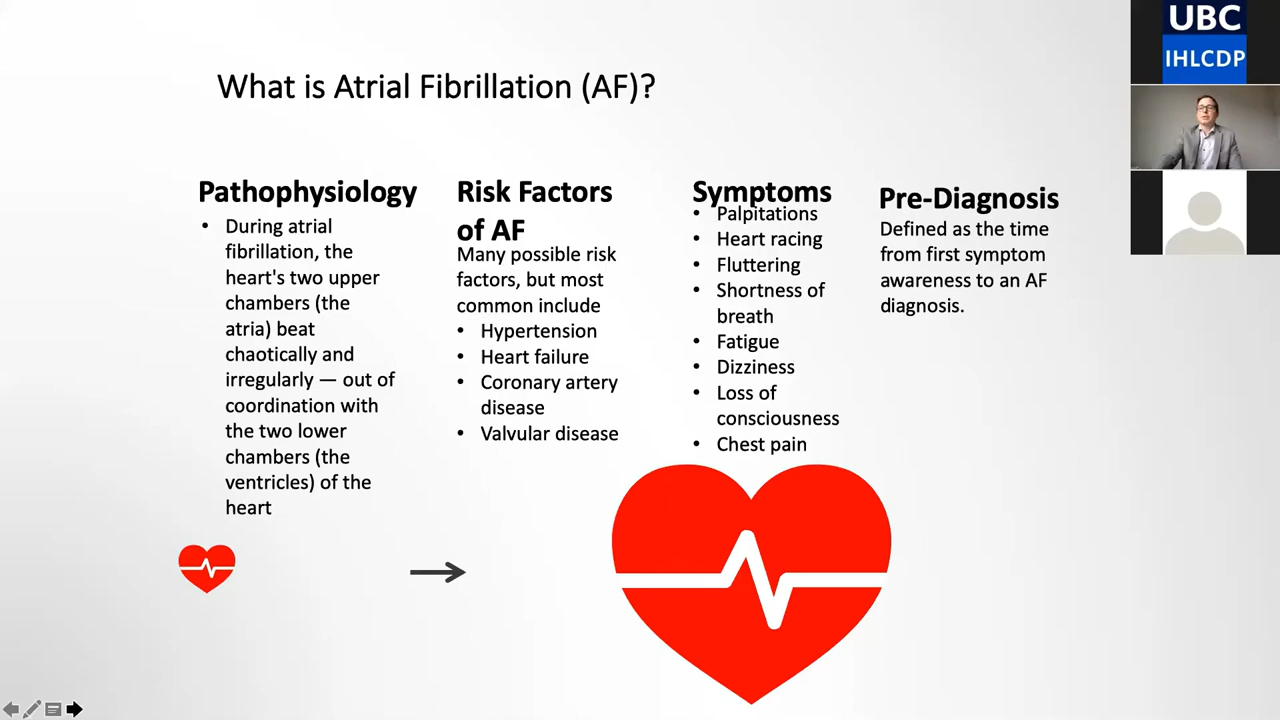 What is Atrial Fibrillation (AF)?
Pathophysiology
• During atrial
fibrillation, the
heart's two upper
chambers (the
atria) beat
chaotically and
irregularly — out of
coordination with
the two lower
chambers (the
ventricles) of the
heart
Risk Factors
of AF
Many possible risk
factors, but most
common include
• Hypertension
• Heart failure
• Coronary artery
disease
• Valvular disease
Symptoms
• Palpitations
• Heart racing
• Fluttering
• Shortness of
breath
• Fatigue
• Dizziness
• Loss of
consciousness
• Chest pain
Pre-Diagnosis
Defined as the time
from first symptom
awareness to an AF
diagnosis.
UBC
IHLCDP